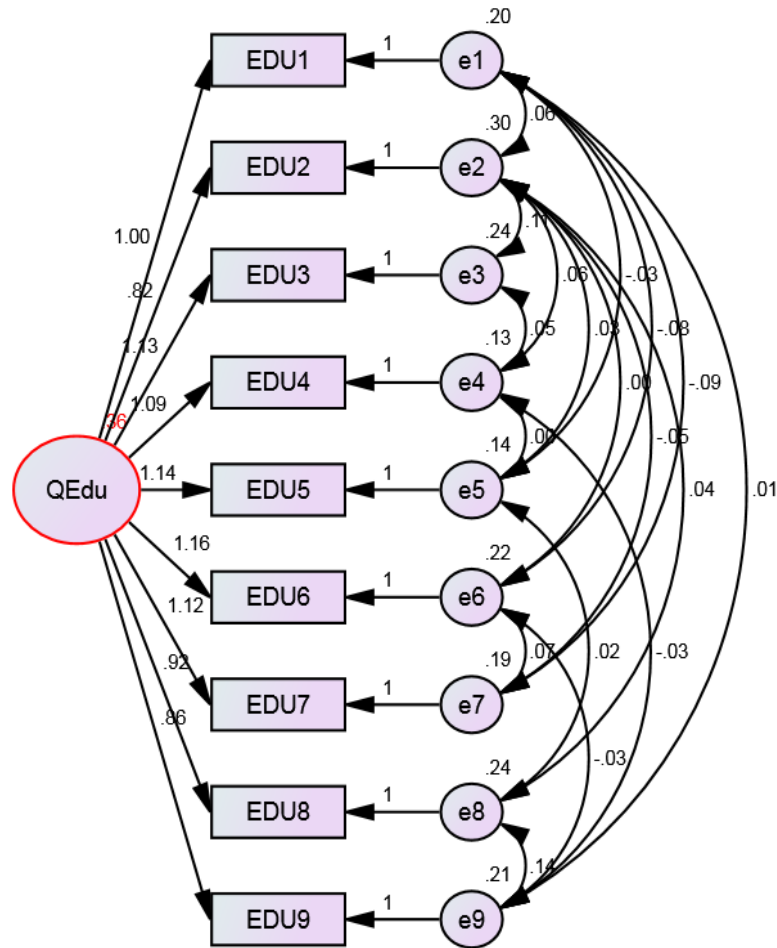 .20
EDU1
1
e1
.06
.30
EDU2
1
e2
.11
.24
1.00
EDU3
1
e3
.06
-.03
.82
.05
.03
-.08
1.13
.13
EDU4
1
e4
.00
-.09
1.09
.36
.14
.00
-.05
QEdu
1.14
EDU5
1
e5
.04
.01
1.16
.22
EDU6
1
e6
1.12
.92
.19
.07
.02
-.03
.86
EDU7
1
e7
.24
-.03
EDU8
1
e8
.21
.14
EDU9
1
e9